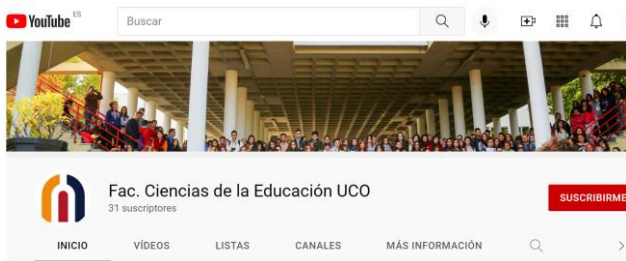 YouTube ES
Buscar
Fac. Ciencias de la Educación UCO
31 suscriptores
SUSCRIBIRME
INICIO VÍDEOS LISTAS CANALES MÁS INFORMACIÓN